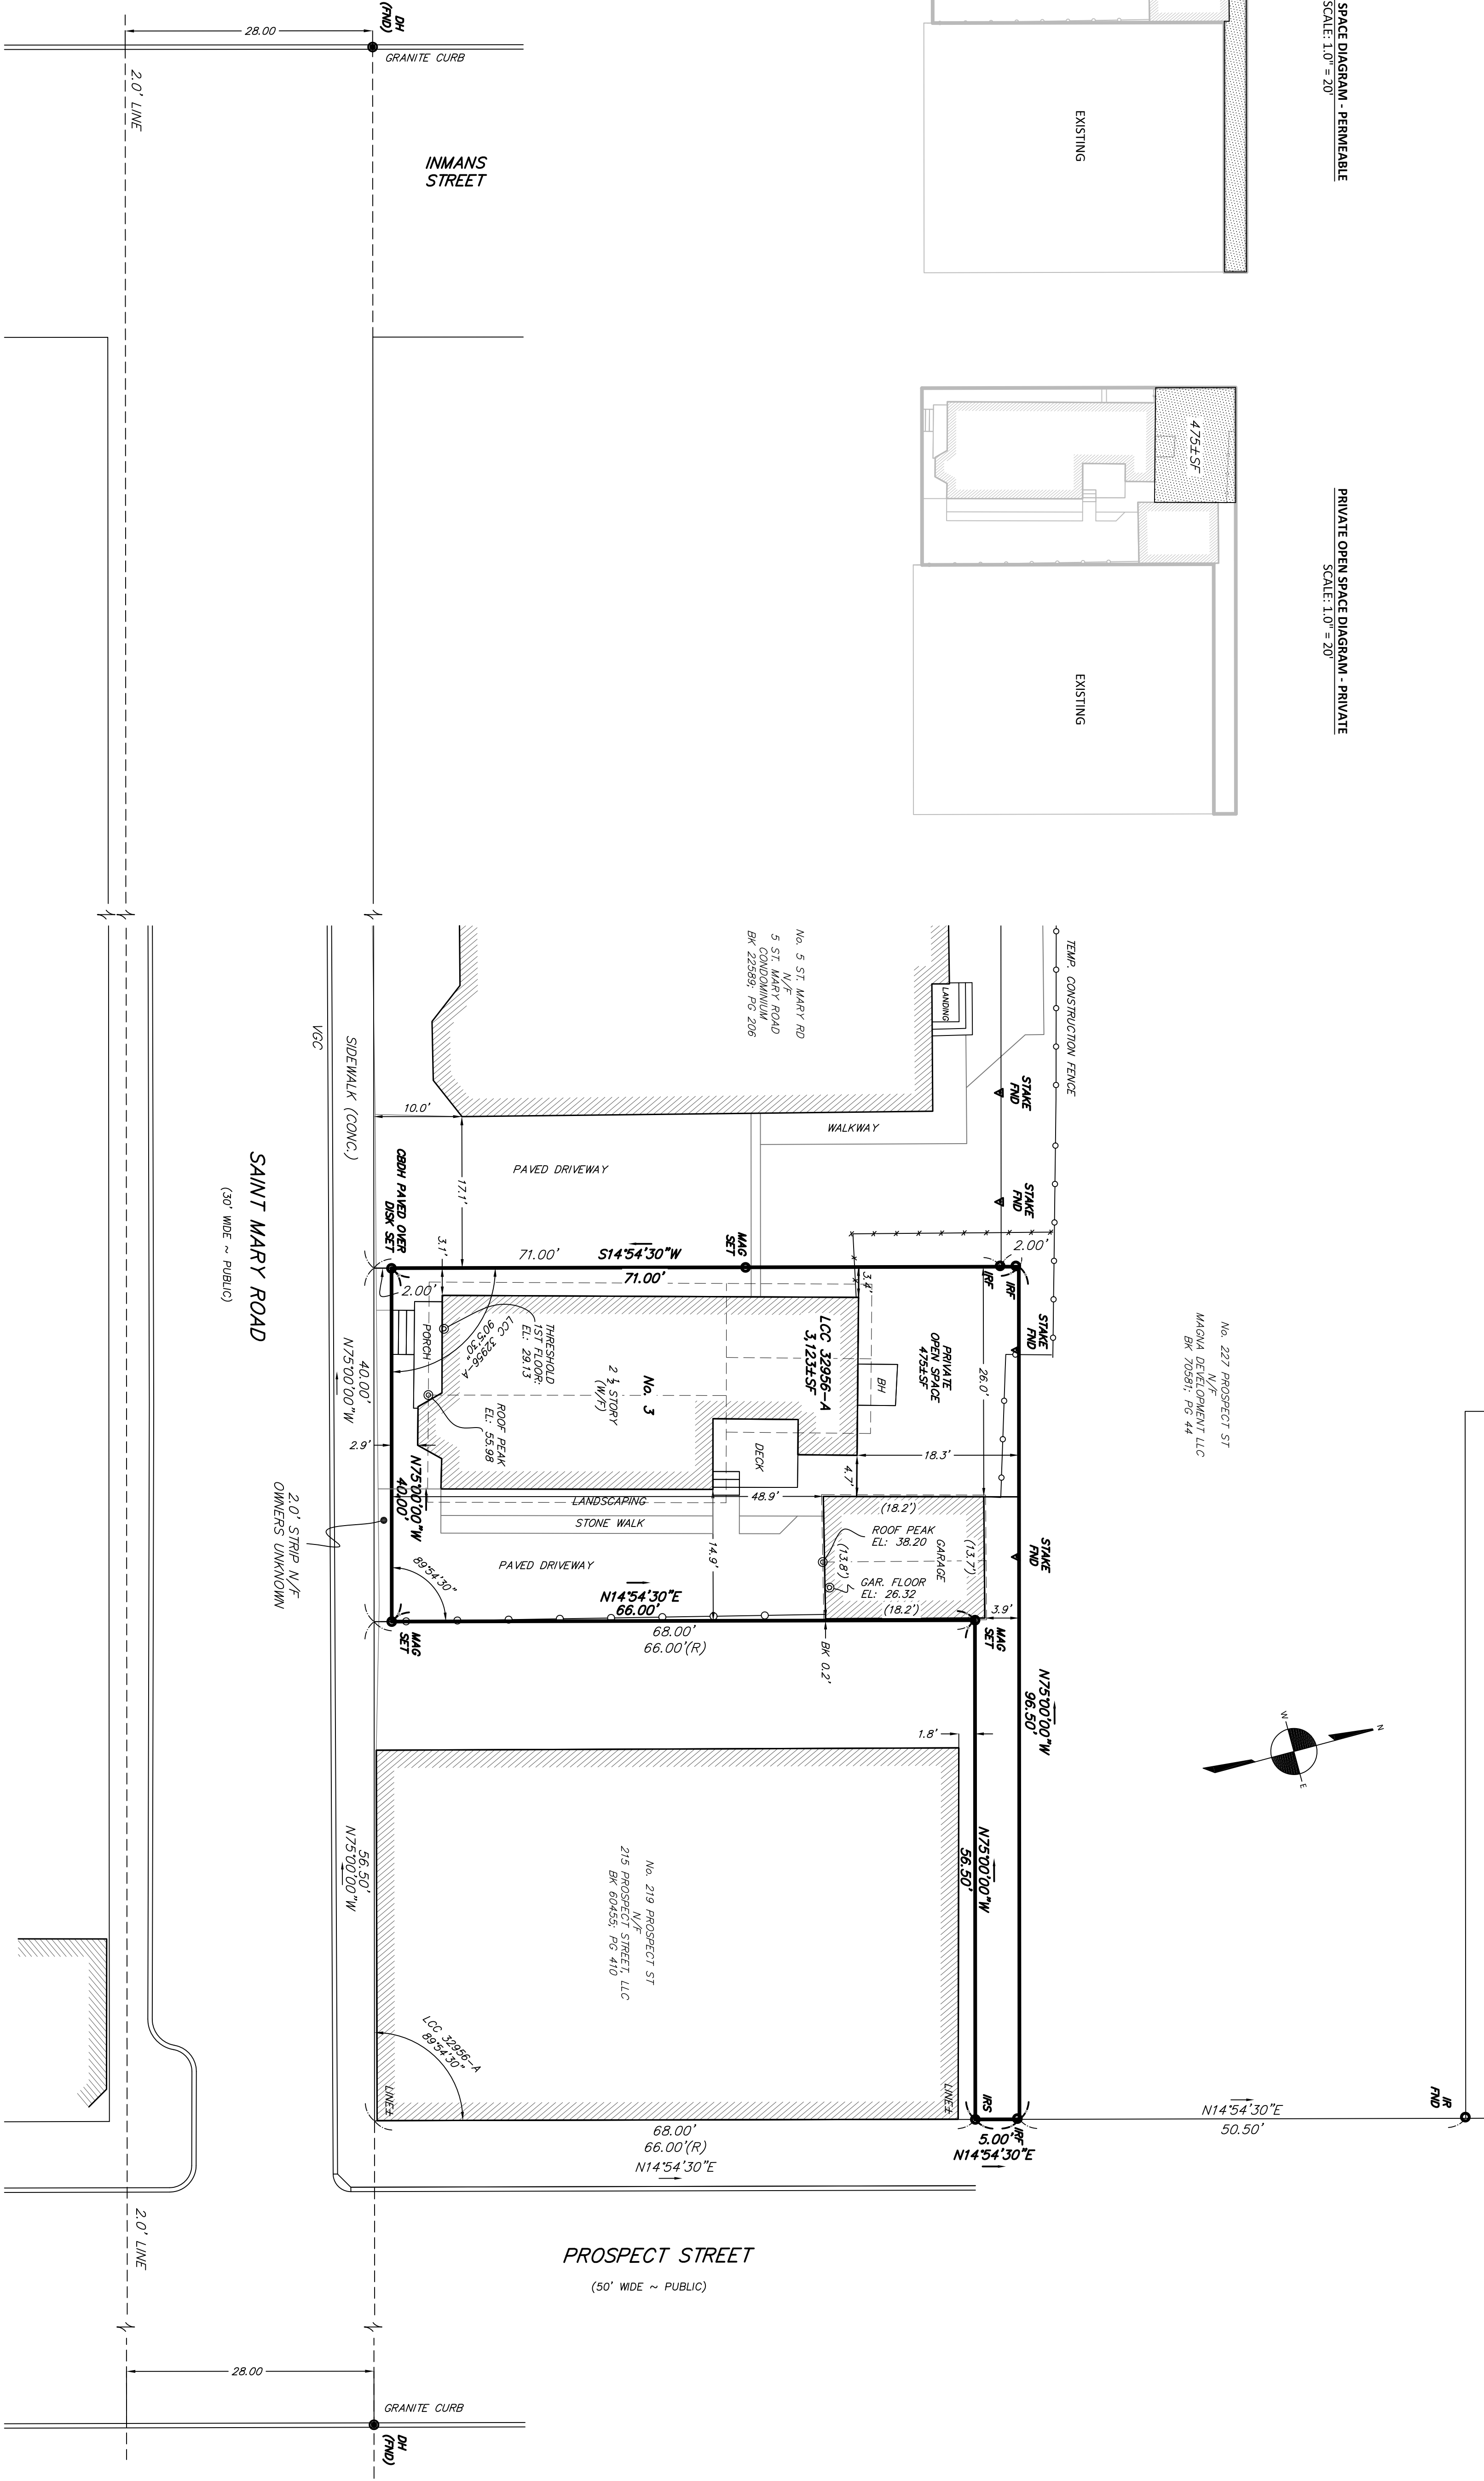 SPACE DIAGRAM - PERMEABLE
SCALE: 1.0" = 20'
EXISTING
475±SF
PRIVATE OPEN SPACE DIAGRAM - PRIVATE
SCALE: 1.0" = 20'
EXISTING
DH
(FND)
28.00
GRANITE CURB
2.0' LINE
INMANS
STREET
No. 5 ST. MARY RD
N/F
5 ST. MARY ROAD
CONDOMINIUM
BK 22589; PG 206
LANDING
TEMP. CONSTRUCTION FENCE
STAKE
FND
WALKWAY
STAKE
FND
VGC
SIDEWALK (CONC.)
10.0'
17.1'
PAVED DRIVEWAY
CBDH PAVED OVER
DISK SET
SAINT MARY ROAD
(30' WIDE ~ PUBLIC)
3.1'
71.00'
S14°54'30"W
71.00'
MAG
SET
2.00'
IRF
IRF
3.4'
2.00'
PORCH
LCC 32956-A
90°5'30"
THRESHOLD
1ST FLOOR:
EL: 29.13
LCC 32956-A
3,123±SF
2 ½ STORY
(W/F)
No. 3
ROOF PEAK
EL: 55.98
BH
PRIVATE
OPEN SPACE
475±SF
26.0'
STAKE
FND
No. 227 PROSPECT ST
N/F
MAGNA DEVELOPMENT LLC
BK 70581; PG 44
40.00'
N75°00'00"W
2.9'
N75°00'00"W
40.00'
DECK
18.3'
4.7'
48.9'
LANDSCAPING
STONE WALK
14.9'
PAVED DRIVEWAY
(18.2')
ROOF PEAK
EL: 38.20
GARAGE
(13.7')
(13.8')
GAR. FLOOR
EL: 26.32
(18.2')
3.9'
STAKE
FND
2.0' STRIP N/F
OWNERS UNKNOWN
89°54'30"
N14°54'30"E
66.00'
MAG
SET
68.00'
66.00'(R)
BK 0.2'
MAG
SET
N75°00'00"W
96.50'
1.8'
N
W
E
56.50'
N75°00'00"W
No. 219 PROSPECT ST
N/F
215 PROSPECT STREET, LLC
BK 60455; PG 410
N75°00'00"W
56.50'
LCC 32956-A
89°54'30"
LINE±
LINE±
IRS
IRF
5.00'
N14°54'30"E
68.00'
66.00'(R)
N14°54'30"E
N14°54'30"E
50.50'
IR
FND
2.0' LINE
PROSPECT STREET
(50' WIDE ~ PUBLIC)
28.00
GRANITE CURB
DH
(FND)